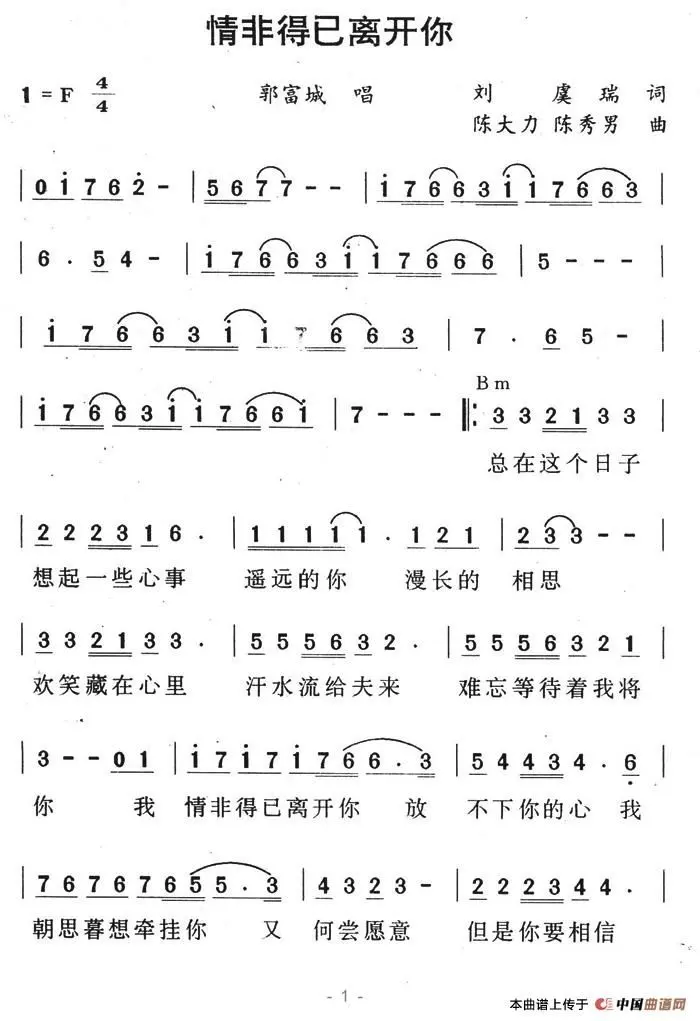 情非得已离开你
1 = F 4/4 郭富城 唱 刘 虞 瑞 词
陈大力 陈秀男 曲
| 0 i 7 6 2 - | 5 6 7 7 - - | i 7 6 6 3 i i 7 6 6 3 |
6 . 5 4 - | i 7 6 6 3 i i 7 6 6 6 | 5 - - - |
| i 7 6 6 3 i i 6 6 3 | 7 . 6 5 - |
Bm
| i 7 6 6 3 i i 7 6 6 i | 7 - - - ‖: 3 3 2 1 3 3
总在这个日子
| 2 2 2 3 1 6 . | 1 1 1 1 1 . 1 2 1 | 2 3 3 - - |
想起一些心事 遥远的你 漫长的 相思
3 3 2 1 3 3 . | 5 5 5 6 3 2 . | 5 5 5 6 3 2 1 |
欢笑藏在心里 汗水流给夫来 难忘等待着我将
3 - - 0 1 | i 7 i 7 i 7 6 6 . 3 | 5 4 4 3 4 . 6 |
你 我 情非得已离开你 放 不下你的心 我
| 7 6 7 6 7 6 5 5 . 3 | 4 3 2 3 - | 2 2 2 3 4 4 . |
朝思暮想牵挂你 又 何尝愿意 但是你要相信
- 1 -
本曲谱上传于 中国曲谱网